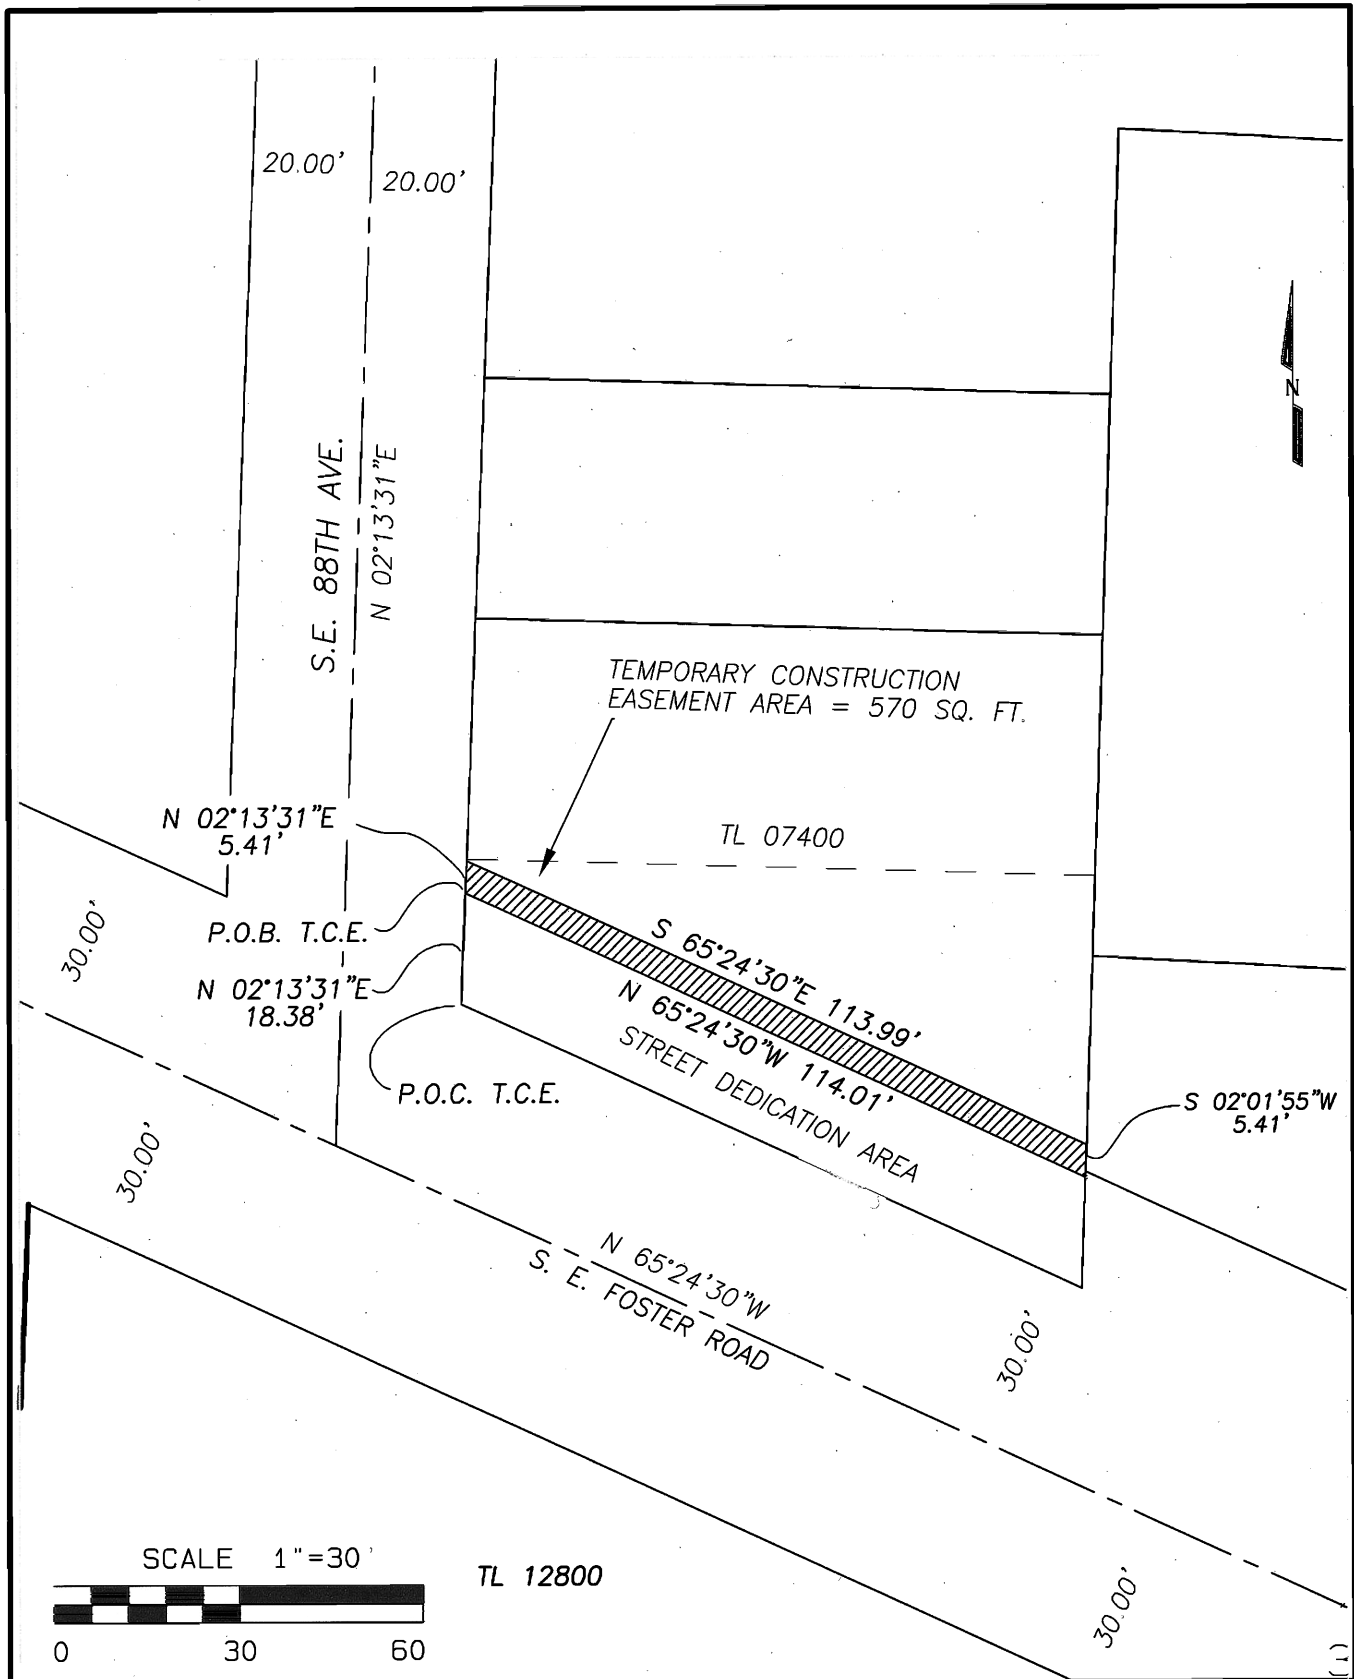 20.00'
20.00'
N
S.E. 88TH AVE.
N 02°13'31"E
TEMPORARY CONSTRUCTION
EASEMENT AREA = 570 SQ. FT.
N 02°13'31"E
5.41'
TL 07400
P.O.B. T.C.E.
30.00'
S 65°24'30"E 113.99'
N 02°13'31"E
18.38'
N 65°24'30"W 114.01'
STREET DEDICATION AREA
P.O.C. T.C.E.
S 02°01'55"W
5.41'
30.00'
N 65°24'30"W
S. E. FOSTER ROAD
30.00'
SCALE 1"=30'
TL 12800
0 30 60
30.00'